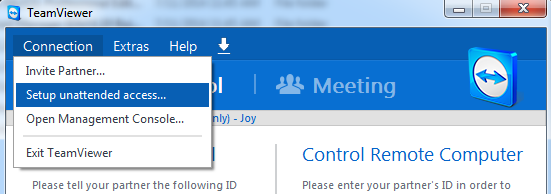 TeamViewer
Connection Extras Help
Invite Partner...
Setup unattended access...
Open Management Console...
Exit TeamViewer
Meeting
only) - Joy
Control Remote Computer
Please tell your partner the following ID
Please enter your partner's ID in order to